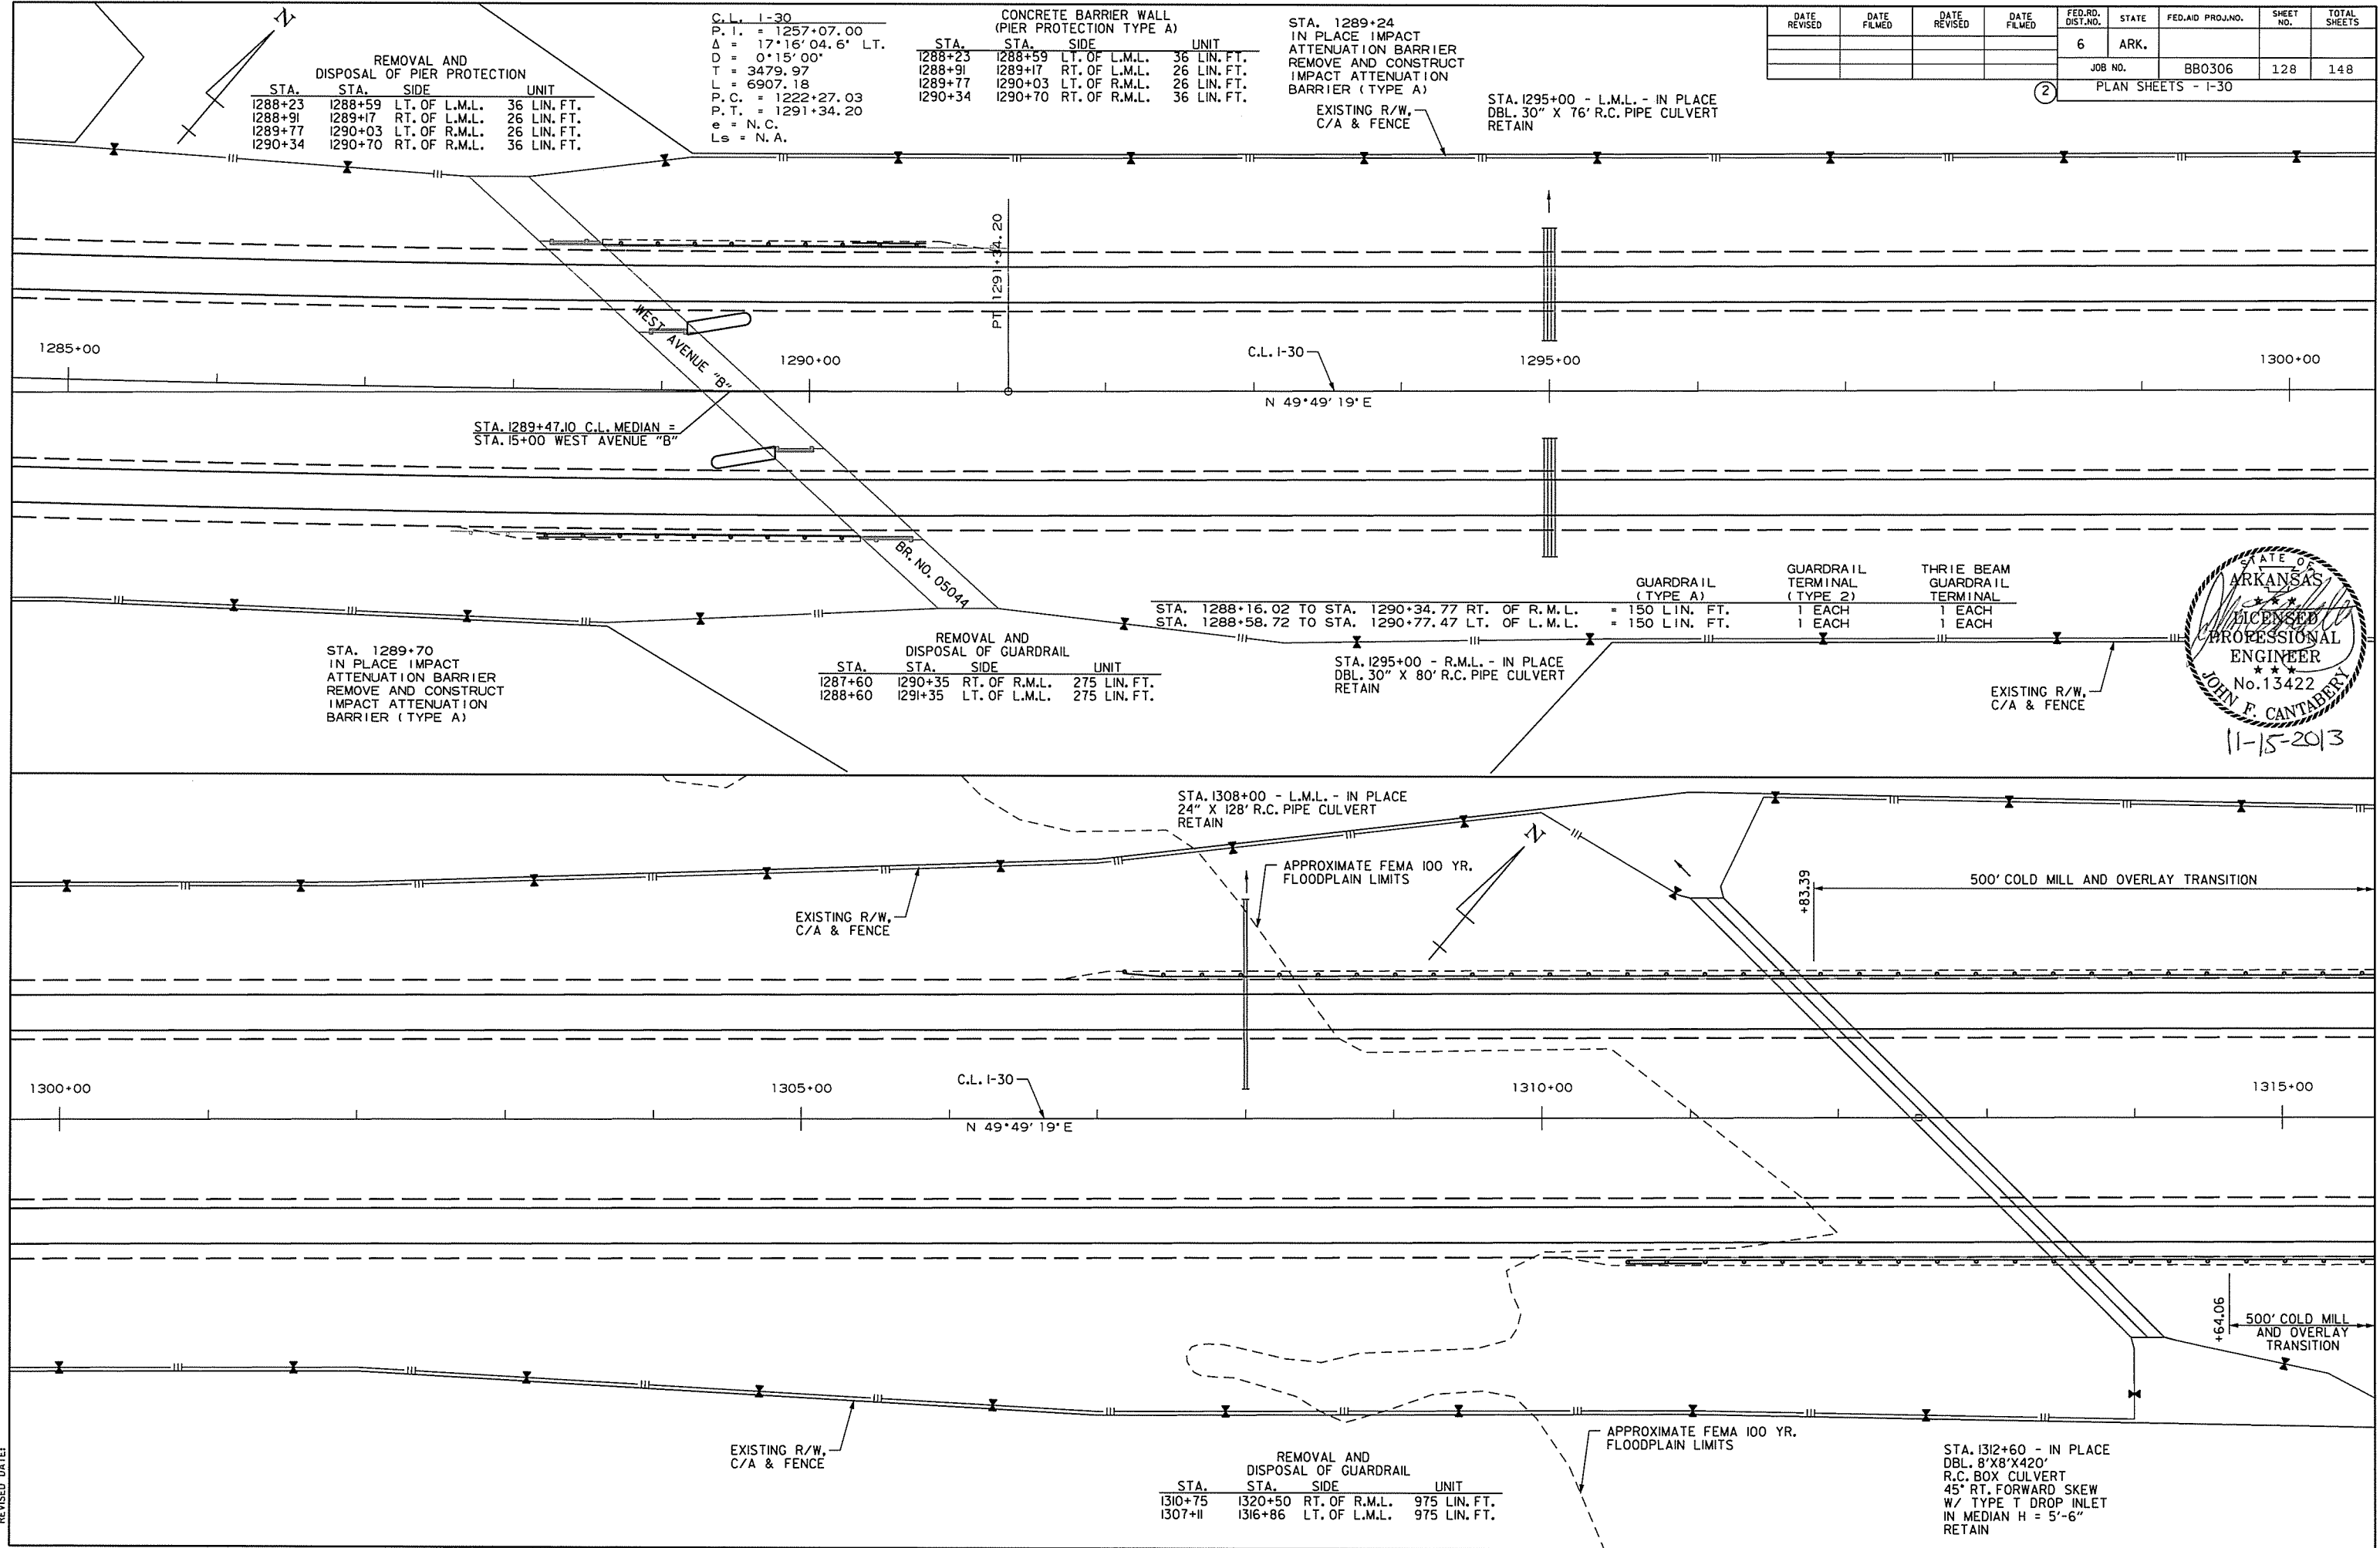 N
REMOVAL AND
DISPOSAL OF PIER PROTECTION
STA. STA. SIDE UNIT
1288+23 1288+59 LT. OF L.M.L. 36 LIN. FT.
1288+91 1289+17 RT. OF L.M.L. 26 LIN. FT.
1289+77 1290+03 LT. OF R.M.L. 26 LIN. FT.
1290+34 1290+70 RT. OF R.M.L. 36 LIN. FT.
C.L. I-30
P.I. = 1257+07.00
Δ = 17°16'04.6" LT.
D = 0°15'00"
T = 3479.97
L = 6907.18
P.C. = 1222+27.03
P.T. = 1291+34.20
e = N.C.
Ls = N.A.
CONCRETE BARRIER WALL
(PIER PROTECTION TYPE A)
STA. STA. SIDE UNIT
1288+23 1288+59 LT. OF L.M.L. 36 LIN. FT.
1288+91 1289+17 RT. OF L.M.L. 26 LIN. FT.
1289+77 1290+03 LT. OF R.M.L. 26 LIN. FT.
1290+34 1290+70 RT. OF R.M.L. 36 LIN. FT.
STA. 1289+24
IN PLACE IMPACT
ATTENUATION BARRIER
REMOVE AND CONSTRUCT
IMPACT ATTENUATION
BARRIER (TYPE A)
EXISTING R/W,
C/A & FENCE
STA. 1295+00 - L.M.L. - IN PLACE
DBL. 30" X 76' R.C. PIPE CULVERT
RETAIN
DATE REVISED DATE FILMED DATE REVISED DATE FILMED FED.RD. DIST.NO. STATE FED.AID PROJ.NO. SHEET NO. TOTAL SHEETS
6 ARK.
JOB NO. BB0306 128 148
2 PLAN SHEETS - I-30
PT 1291+34.20
WEST AVENUE "B"
1285+00 1290+00 C.L. I-30 1295+00 1300+00
N 49°49'19" E
STA. 1289+47.10 C.L. MEDIAN =
STA. 15+00 WEST AVENUE "B"
BR. NO. 05044
GUARDRAIL (TYPE A) GUARDRAIL TERMINAL (TYPE 2) THRIE BEAM GUARDRAIL TERMINAL
STA. 1288+16.02 TO STA. 1290+34.77 RT. OF R.M.L. = 150 LIN. FT. 1 EACH 1 EACH
STA. 1288+58.72 TO STA. 1290+77.47 LT. OF L.M.L. = 150 LIN. FT. 1 EACH 1 EACH
STA. 1289+70
IN PLACE IMPACT
ATTENUATION BARRIER
REMOVE AND CONSTRUCT
IMPACT ATTENUATION
BARRIER (TYPE A)
REMOVAL AND
DISPOSAL OF GUARDRAIL
STA. STA. SIDE UNIT
1287+60 1290+35 RT. OF R.M.L. 275 LIN. FT.
1288+60 1291+35 LT. OF L.M.L. 275 LIN. FT.
STA. 1295+00 - R.M.L. - IN PLACE
DBL. 30" X 80' R.C. PIPE CULVERT
RETAIN
EXISTING R/W,
C/A & FENCE
STATE OF
ARKANSAS
LICENSED
PROFESSIONAL
ENGINEER
No. 13422
JOHN F. CANTABERY
11-15-2013
STA. 1308+00 - L.M.L. - IN PLACE
24" X 128' R.C. PIPE CULVERT
RETAIN
N
APPROXIMATE FEMA 100 YR.
FLOODPLAIN LIMITS
EXISTING R/W,
C/A & FENCE
+83.39
500' COLD MILL AND OVERLAY TRANSITION
1300+00 1305+00 C.L. I-30 1310+00 1315+00
N 49°49'19" E
+64.06
500' COLD MILL
AND OVERLAY
TRANSITION
EXISTING R/W,
C/A & FENCE
REMOVAL AND
DISPOSAL OF GUARDRAIL
STA. STA. SIDE UNIT
1310+75 1320+50 RT. OF R.M.L. 975 LIN. FT.
1307+11 1316+86 LT. OF L.M.L. 975 LIN. FT.
APPROXIMATE FEMA 100 YR.
FLOODPLAIN LIMITS
STA. 1312+60 - IN PLACE
DBL. 8'X8'X420'
R.C. BOX CULVERT
45° RT. FORWARD SKEW
W/ TYPE T DROP INLET
IN MEDIAN H = 5'-6"
RETAIN
REVISED DATE: